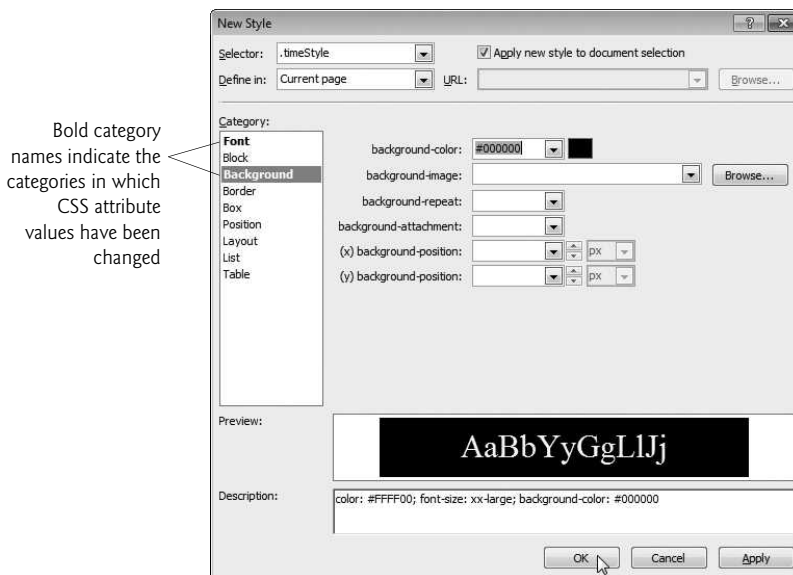 New Style
Selector: .timeStyle Apply new style to document selection
Define in: Current page URL: Browse...
Category:
Bold category names indicate the categories in which CSS attribute values have been changed
Font
Block
Background
Border
Box
Position
Layout
List
Table
background-color: #000000
background-image: Browse...
background-repeat:
background-attachment:
(x) background-position: px
(y) background-position: px
Preview:
AaBbYyGgLlJj
Description: color: #FFFF00; font-size: xx-large; background-color: #000000
OK Cancel Apply